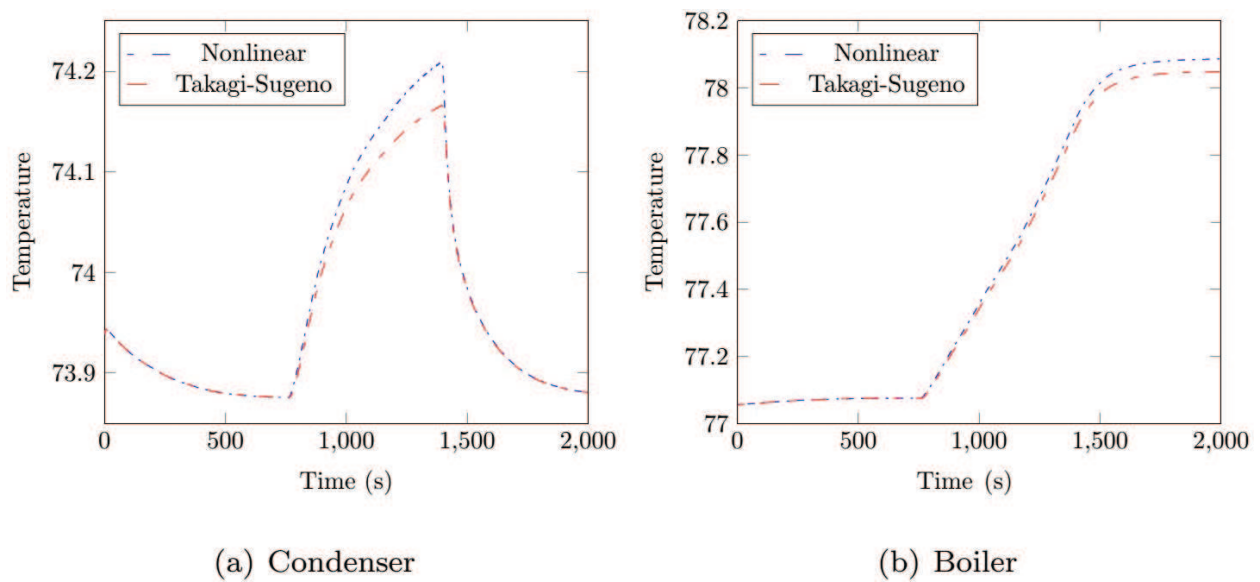 Nonlinear
Takagi-Sugeno
74.2
74.1
74
73.9
Temperature
0
500
1,000
1,500
2,000
Time (s)
(a) Condenser
Nonlinear
Takagi-Sugeno
78.2
78
77.8
77.6
77.4
77.2
77
Temperature
0
500
1,000
1,500
2,000
Time (s)
(b) Boiler